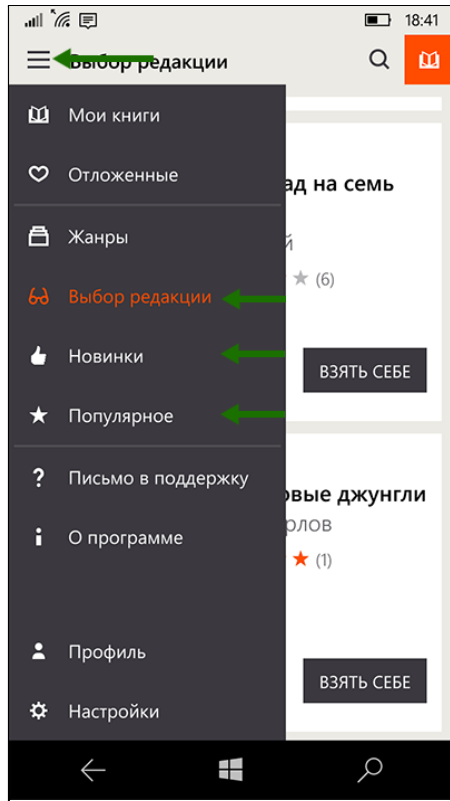 18:41
Выбор редакции
Мои книги
Отложенные
ад на семь
Жанры
й
(6)
Выбор редакции
Новинки
ВЗЯТЬ СЕБЕ
Популярное
Письмо в поддержку
овые джунгли
рлов
О программе
(1)
Профиль
ВЗЯТЬ СЕБЕ
Настройки